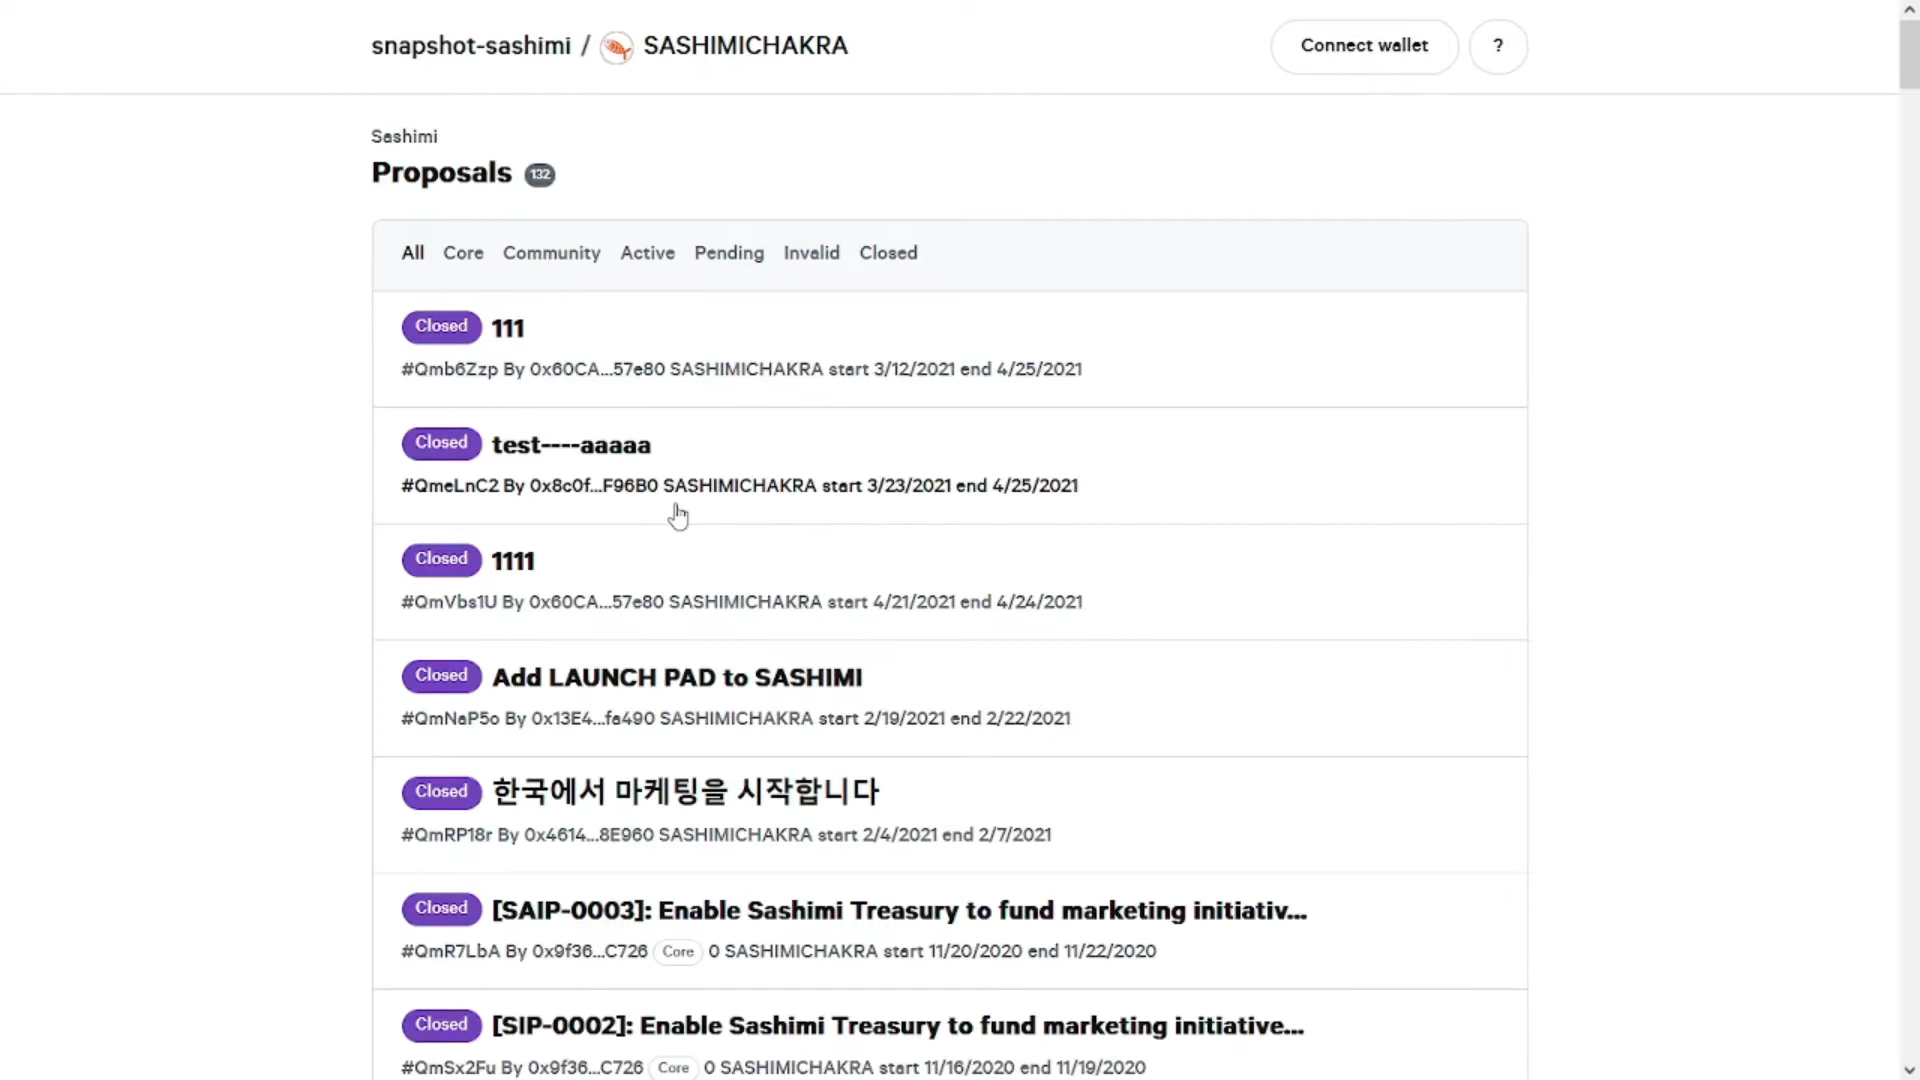 snapshot-sashimi / SASHIMICHAKRA
Connect wallet
?
Sashimi
Proposals 132
All Core Community Active Pending Invalid Closed
Closed 111
#Qmb6Zzp By 0x60CA...57e80 SASHIMICHAKRA start 3/12/2021 end 4/25/2021
Closed test----aaaaa
#QmeLnC2 By 0x8c0f...F96B0 SASHIMICHAKRA start 3/23/2021 end 4/25/2021
Closed 1111
#QmVbs1U By 0x60CA...57e80 SASHIMICHAKRA start 4/21/2021 end 4/24/2021
Closed Add LAUNCH PAD to SASHIMI
#QmNaP5o By 0x13E4...fa490 SASHIMICHAKRA start 2/19/2021 end 2/22/2021
Closed 한국에서 마케팅을 시작합니다
#QmRP18r By 0x4614...8E960 SASHIMICHAKRA start 2/4/2021 end 2/7/2021
Closed [SAIP-0003]: Enable Sashimi Treasury to fund marketing initiativ...
#QmR7LbA By 0x9f36...C726 Core 0 SASHIMICHAKRA start 11/20/2020 end 11/22/2020
Closed [SIP-0002]: Enable Sashimi Treasury to fund marketing initiative...
#QmSx2Fu By 0x9f36...C726 Core 0 SASHIMICHAKRA start 11/16/2020 end 11/19/2020